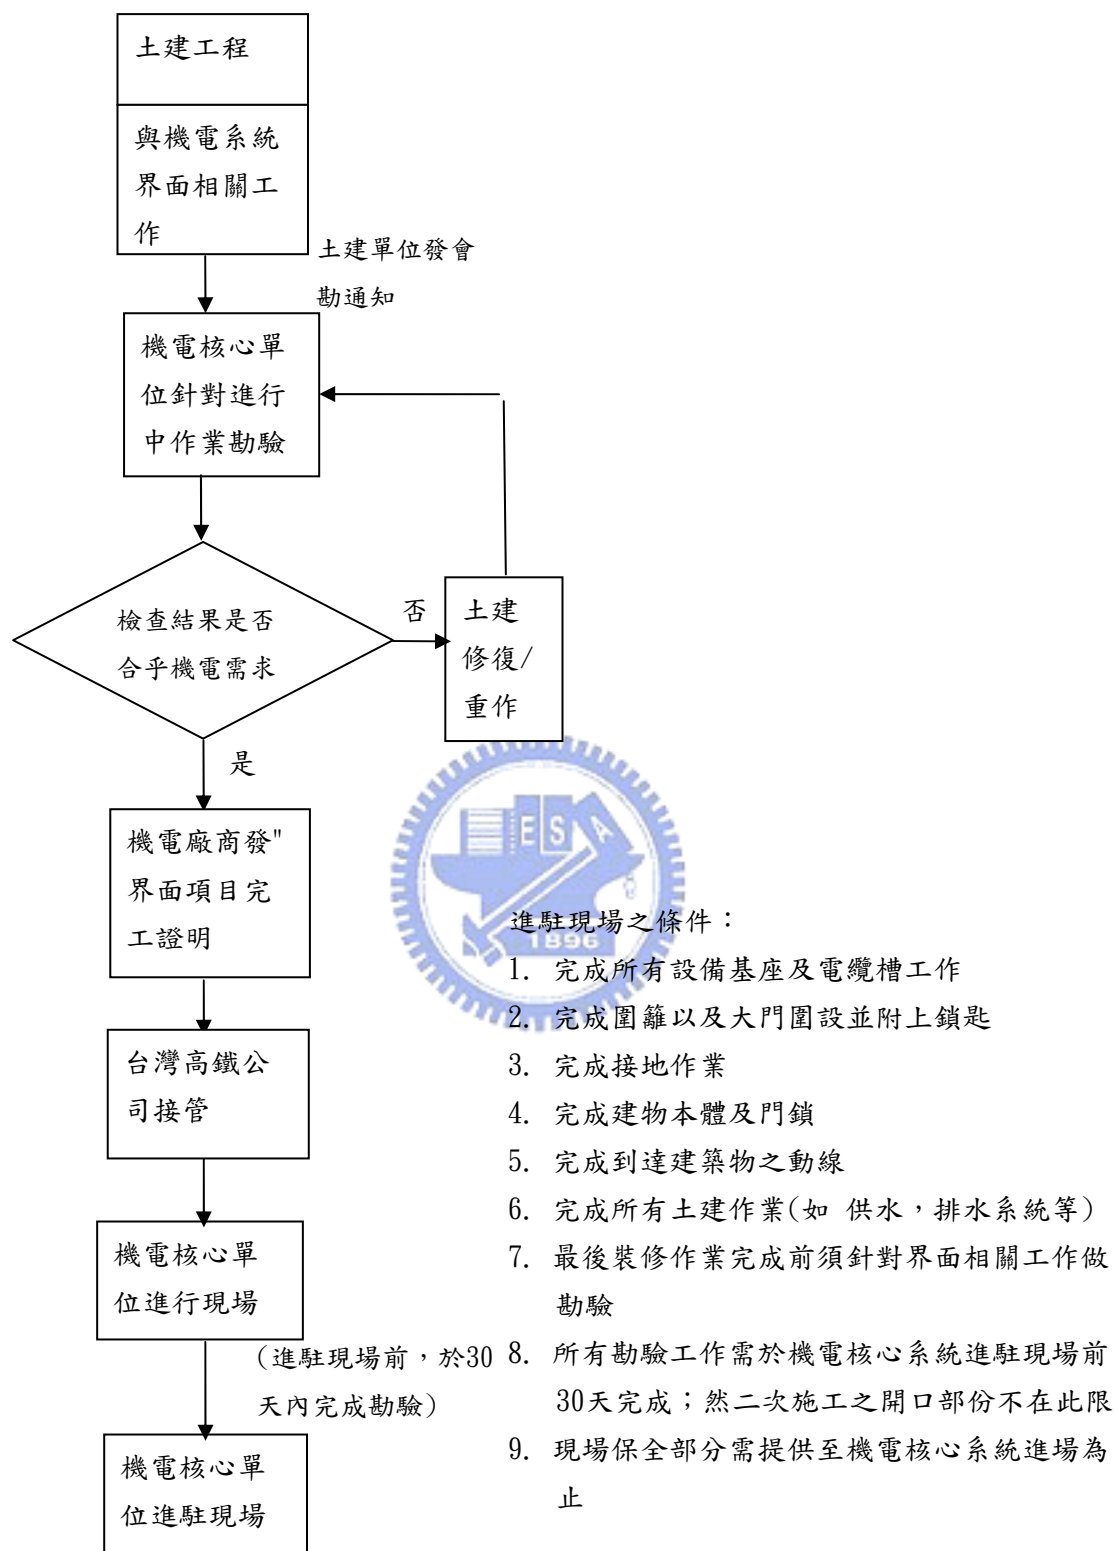 土建工程
與機電系統
界面相關工
作
土建單位發會
勘通知
機電核心單
位針對進行
中作業勘驗
檢查結果是否
合乎機電需求
否
土建
修復/
重作
是
機電廠商發"
界面項目完
工證明
台灣高鐵公
司接管
機電核心單
位進行現場
(進駐現場前，於30
天內完成勘驗)
機電核心單
位進駐現場
ESA
1896
進駐現場之條件：
1. 完成所有設備基座及電纜槽工作
2. 完成圍籬以及大門圍設並附上鎖匙
3. 完成接地作業
4. 完成建物本體及門鎖
5. 完成到達建築物之動線
6. 完成所有土建作業(如 供水，排水系統等)
7. 最後裝修作業完成前須針對界面相關工作做
勘驗
8. 所有勘驗工作需於機電核心系統進駐現場前
30天完成；然二次施工之開口部份不在此限
9. 現場保全部分需提供至機電核心系統進場為
止